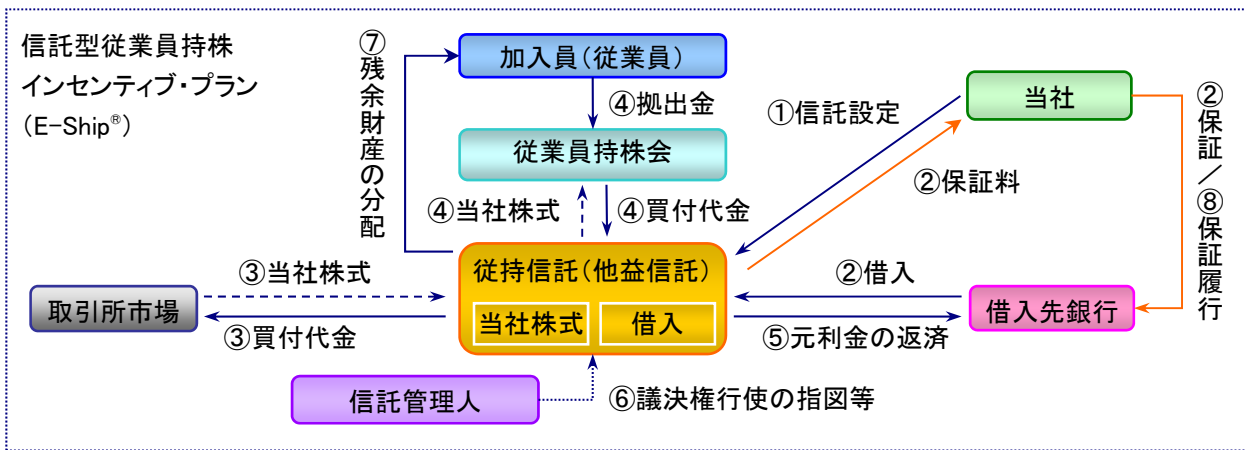 信託型従業員持株
インセンティブ・プラン
（E-Ship®）
⑦残余財産の分配
加入員（従業員）
④拠出金
従業員持株会
④当社株式
④買付代金
①信託設定
当社
②保証料
②保証／⑧保証履行
③当社株式
取引所市場
③買付代金
従持信託（他益信託）
当社株式
借入
②借入
借入先銀行
⑤元利金の返済
信託管理人
⑥議決権行使の指図等